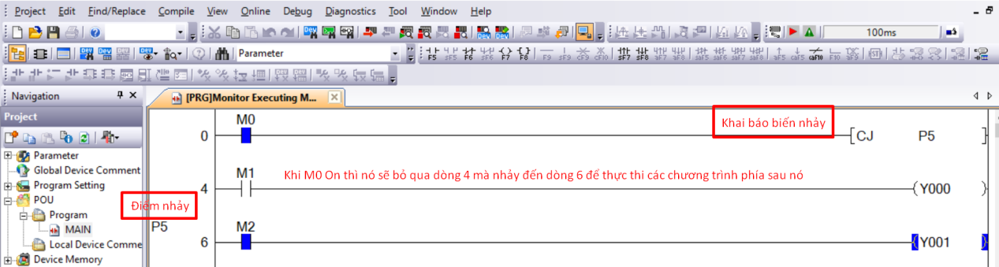 Project Edit Find/Replace Compile View Online Debug Diagnostics Tool Window Help
100ms
Parameter
F5 sF5 F6 sF6 F7 F8 F9 sF9 cF9 cF10 sF7 sF8 aF7 aF8 saF5 saF6 saF7 saF8 aF5 caF5 caF10 F10 aF9
Navigation
[PRG]Monitor Executing M...
Project
Parameter
Global Device Comment
Program Setting
POU
Program
MAIN
Local Device Comme
Device Memory
Khai báo biến nhảy
0 M0 CJ P5
Khi M0 On thì nó sẽ bỏ qua dòng 4 mà nhảy đến dòng 6 để thực thi các chương trình phía sau nó
4 M1 Y000
Điểm nhảy
P5
6 M2 Y001